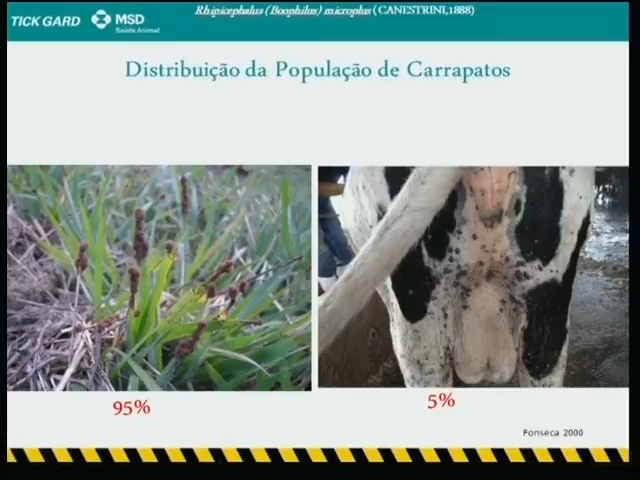 Rhipicephalus (Boophilus) microplus (CANESTRINI,1888)
TICK GARD
MSD
Saúde Animal
Distribuição da População de Carrapatos
95%
5%
Fonseca 2000